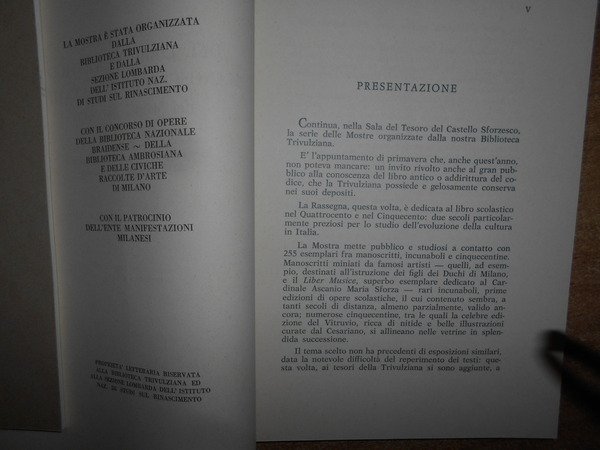 LA MOSTRA È STATA ORGANIZZATA
DALLA
BIBLIOTECA TRIVULZIANA
E DALLA
SEZIONE LOMBARDA
DELL'ISTITUTO NAZ.
DI STUDI SUL RINASCIMENTO
CON IL CONCORSO DI OPERE
DELLA BIBLIOTECA NAZIONALE
BRAIDENSE ~ DELLA
BIBLIOTECA AMBROSIANA
E DELLE CIVICHE
RACCOLTE D'ARTE
DI MILANO
CON IL PATROCINIO
DELL'ENTE MANIFESTAZIONI
MILANESI
PROPRIETÀ LETTERARIA RISERVATA
ALLA BIBLIOTECA TRIVULZIANA ED
ALLA SEZIONE LOMBARDA DELL'ISTITUTO
NAZ. DI STUDI SUL RINASCIMENTO
V
PRESENTAZIONE
Continua, nella Sala del Tesoro del Castello Sforzesco,
la serie delle Mostre organizzate dalla nostra Biblioteca
Trivulziana.
E' l'appuntamento di primavera che, anche quest'anno,
non poteva mancare: un invito rivolto anche al gran pub-
blico alla conoscenza del libro antico o addirittura del co-
dice, che la Trivulziana possiede e gelosamente conserva
nei suoi depositi.
La Rassegna, questa volta, è dedicata al libro scolastico
nel Quattrocento e nel Cinquecento: due secoli particolar-
mente preziosi per lo studio dell'evoluzione della cultura
in Italia.
La Mostra mette pubblico e studiosi a contatto con
255 esemplari fra manoscritti, incunaboli e cinquecentine.
Manoscritti miniati da famosi artisti — quelli, ad esem-
pio, destinati all'istruzione dei figli dei Duchi di Milano,
e il Liber Musices, superbo esemplare dedicato al Car-
dinale Ascanio Maria Sforza — rari incunaboli, prime
edizioni di opere scolastiche, il cui contenuto sembra, a
tanti secoli di distanza, almeno parzialmente, valido an-
cora; numerose cinquecentine, tra le quali la celebre edi-
zione del Vitruvio, ricca di nitide e belle illustrazioni
curate dal Cesariano, si allineano nelle vetrine in splen-
dida successione.
Il tema scelto non ha precedenti di esposizioni similari,
data la notevole difficoltà del reperimento dei testi: que-
sta volta, ai tesori della Trivulziana si sono aggiunte, a